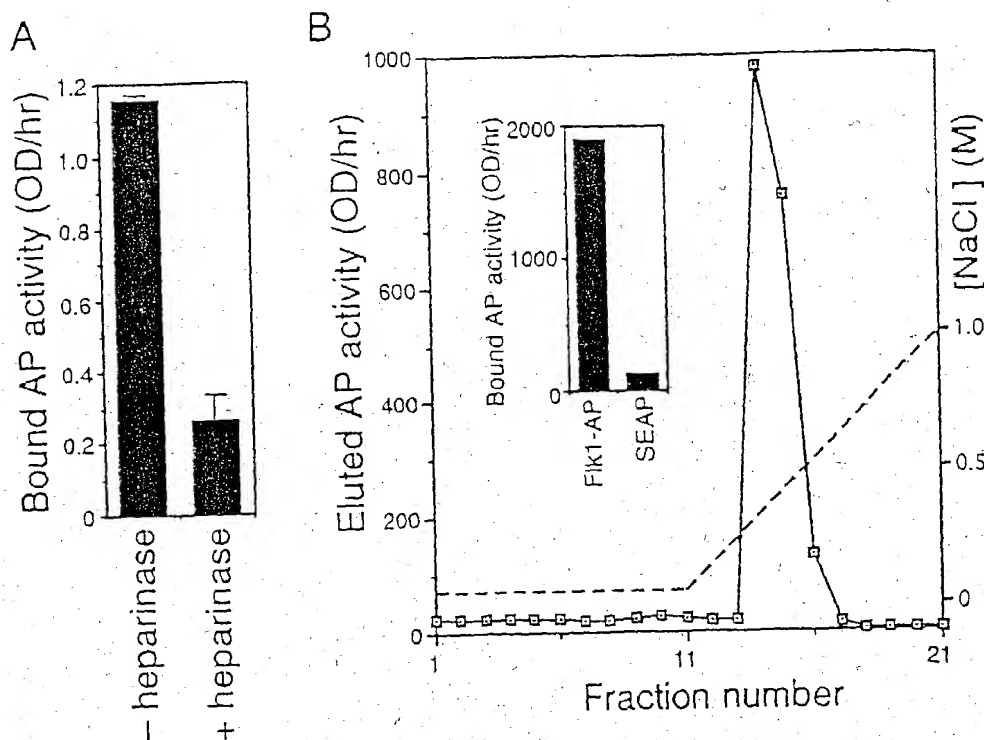 A
Bound AP activity (OD/hr)
1.2
1.0
0.8
0.6
0.4
0.2
0
– heparinase
+ heparinase
B
Eluted AP activity (OD/hr)
1000
800
600
400
200
0
Bound AP activity (OD/hr)
2000
1000
0
Flk1-AP
SEAP
[NaCl] (M)
1.0
0.5
0
1
11
21
Fraction number